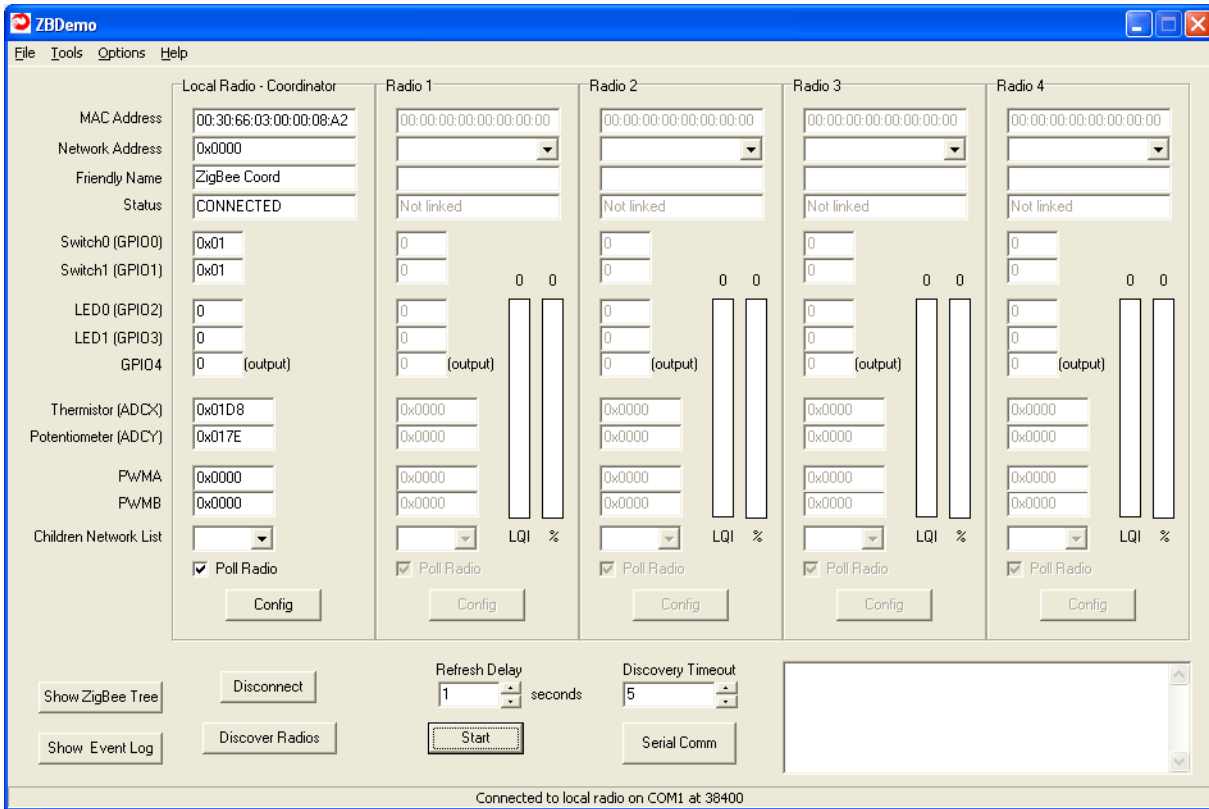 ZBDemo
File Tools Options Help
Local Radio - Coordinator Radio 1 Radio 2 Radio 3 Radio 4
MAC Address 00:30:66:03:00:00:08:A2 00:00:00:00:00:00:00:00 00:00:00:00:00:00:00:00 00:00:00:00:00:00:00:00 00:00:00:00:00:00:00:00
Network Address 0x0000
Friendly Name ZigBee Coord
Status CONNECTED Not linked Not linked Not linked Not linked
Switch0 (GPIO0) 0x01 0 0 0 0
Switch1 (GPIO1) 0x01 0 0 0 0
0 0 0 0 0 0 0 0
LED0 (GPIO2) 0 0 0 0 0
LED1 (GPIO3) 0 0 0 0 0
GPIO4 0 (output) 0 (output) 0 (output) 0 (output) 0 (output)
Thermistor (ADCX) 0x01D8 0x0000 0x0000 0x0000 0x0000
Potentiometer (ADCY) 0x017E 0x0000 0x0000 0x0000 0x0000
PWMA 0x0000 0x0000 0x0000 0x0000 0x0000
PWMB 0x0000 0x0000 0x0000 0x0000 0x0000
Children Network List LQI % LQI % LQI % LQI %
Poll Radio Poll Radio Poll Radio Poll Radio Poll Radio
Config Config Config Config Config
Refresh Delay Discovery Timeout
Show ZigBee Tree Disconnect 1 seconds 5
Show Event Log Discover Radios Start Serial Comm
Connected to local radio on COM1 at 38400